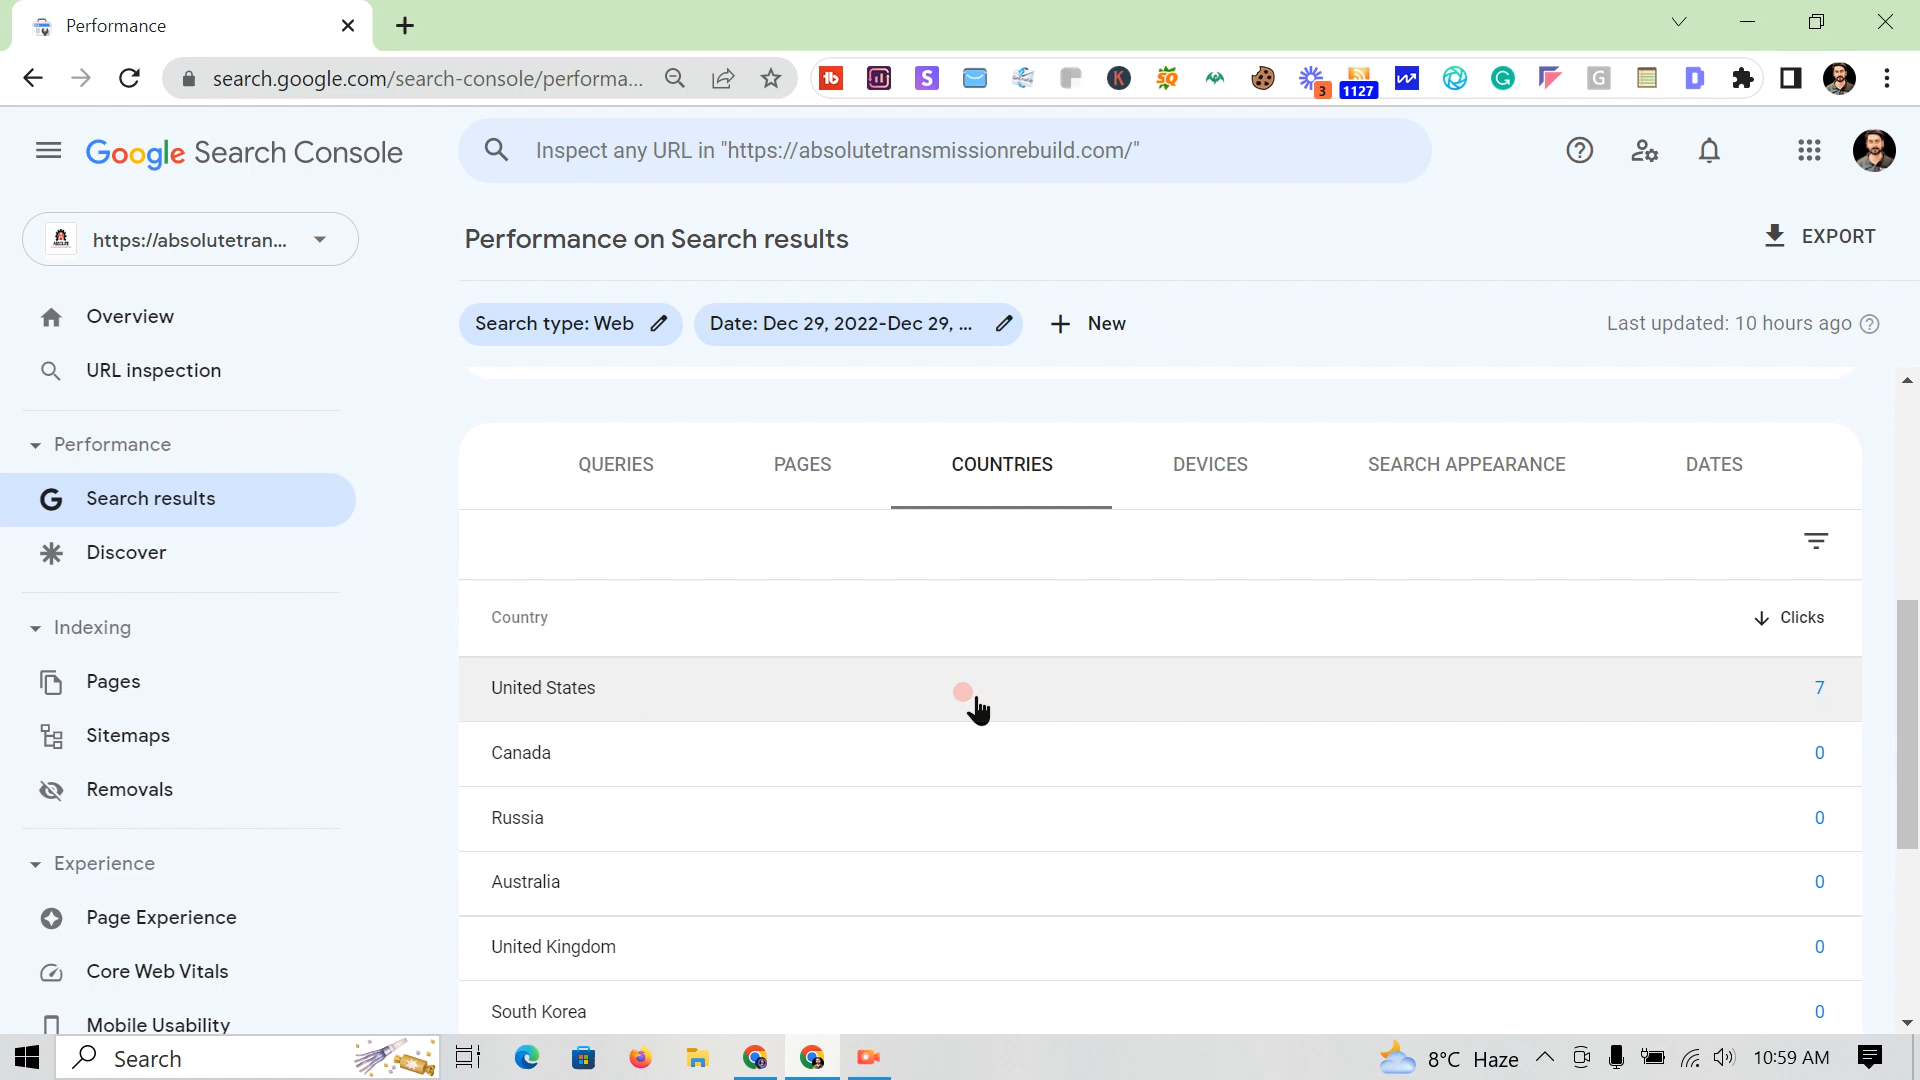 Performance
search.google.com/search-console/performa...
3
1127
Google Search Console
Inspect any URL in "https://absolutetransmissionrebuild.com/"
https://absolutetran...
Performance on Search results
EXPORT
Overview
Search type: Web
Date: Dec 29, 2022-Dec 29, ...
New
Last updated: 10 hours ago
URL inspection
Performance
QUERIES
PAGES
COUNTRIES
DEVICES
SEARCH APPEARANCE
DATES
Search results
Discover
Indexing
Country
Clicks
Pages
United States
7
Sitemaps
Canada
0
Removals
Russia
0
Experience
Australia
0
Page Experience
United Kingdom
0
Core Web Vitals
South Korea
0
Mobile Usability
Search
8°C Haze
10:59 AM